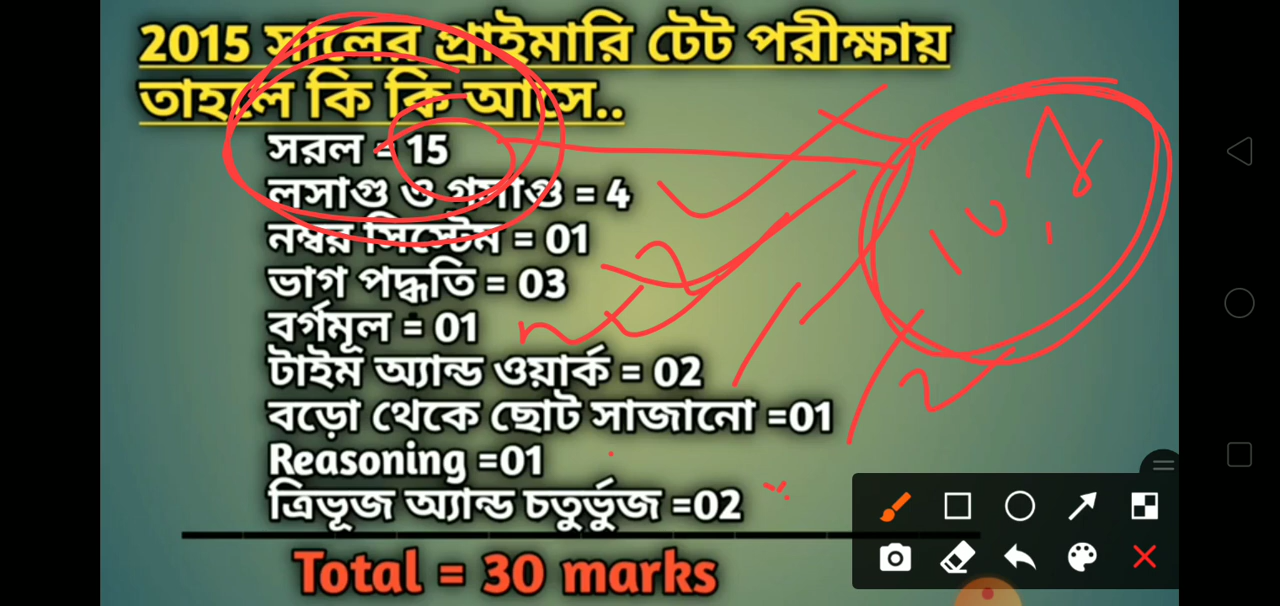 2015 সালের প্রাইমারি টেট পরীক্ষায়
তাহলে কি কি আসে..
সরল = 15
লসাগু ও গসাগু = 4
নম্বর সিস্টেম = 01
ভাগ পদ্ধতি = 03
বর্গমূল = 01
টাইম অ্যান্ড ওয়ার্ক = 02
বড়ো থেকে ছোট সাজানো =01
Reasoning =01
ত্রিভূজ অ্যান্ড চতুর্ভুজ =02
Total = 30 marks